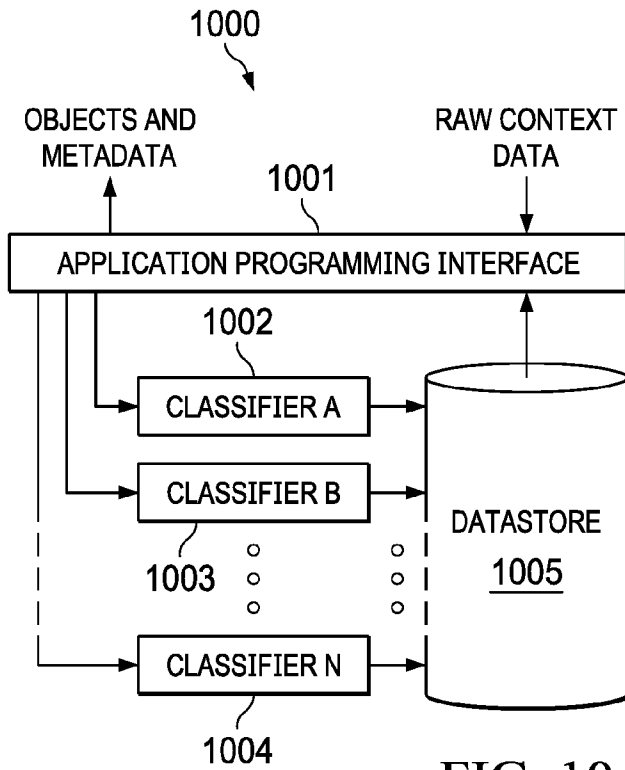 1000
OBJECTS AND
METADATA
RAW CONTEXT
DATA
1001
APPLICATION PROGRAMMING INTERFACE
1002
CLASSIFIER A
CLASSIFIER B
1003
DATASTORE
1005
CLASSIFIER N
1004